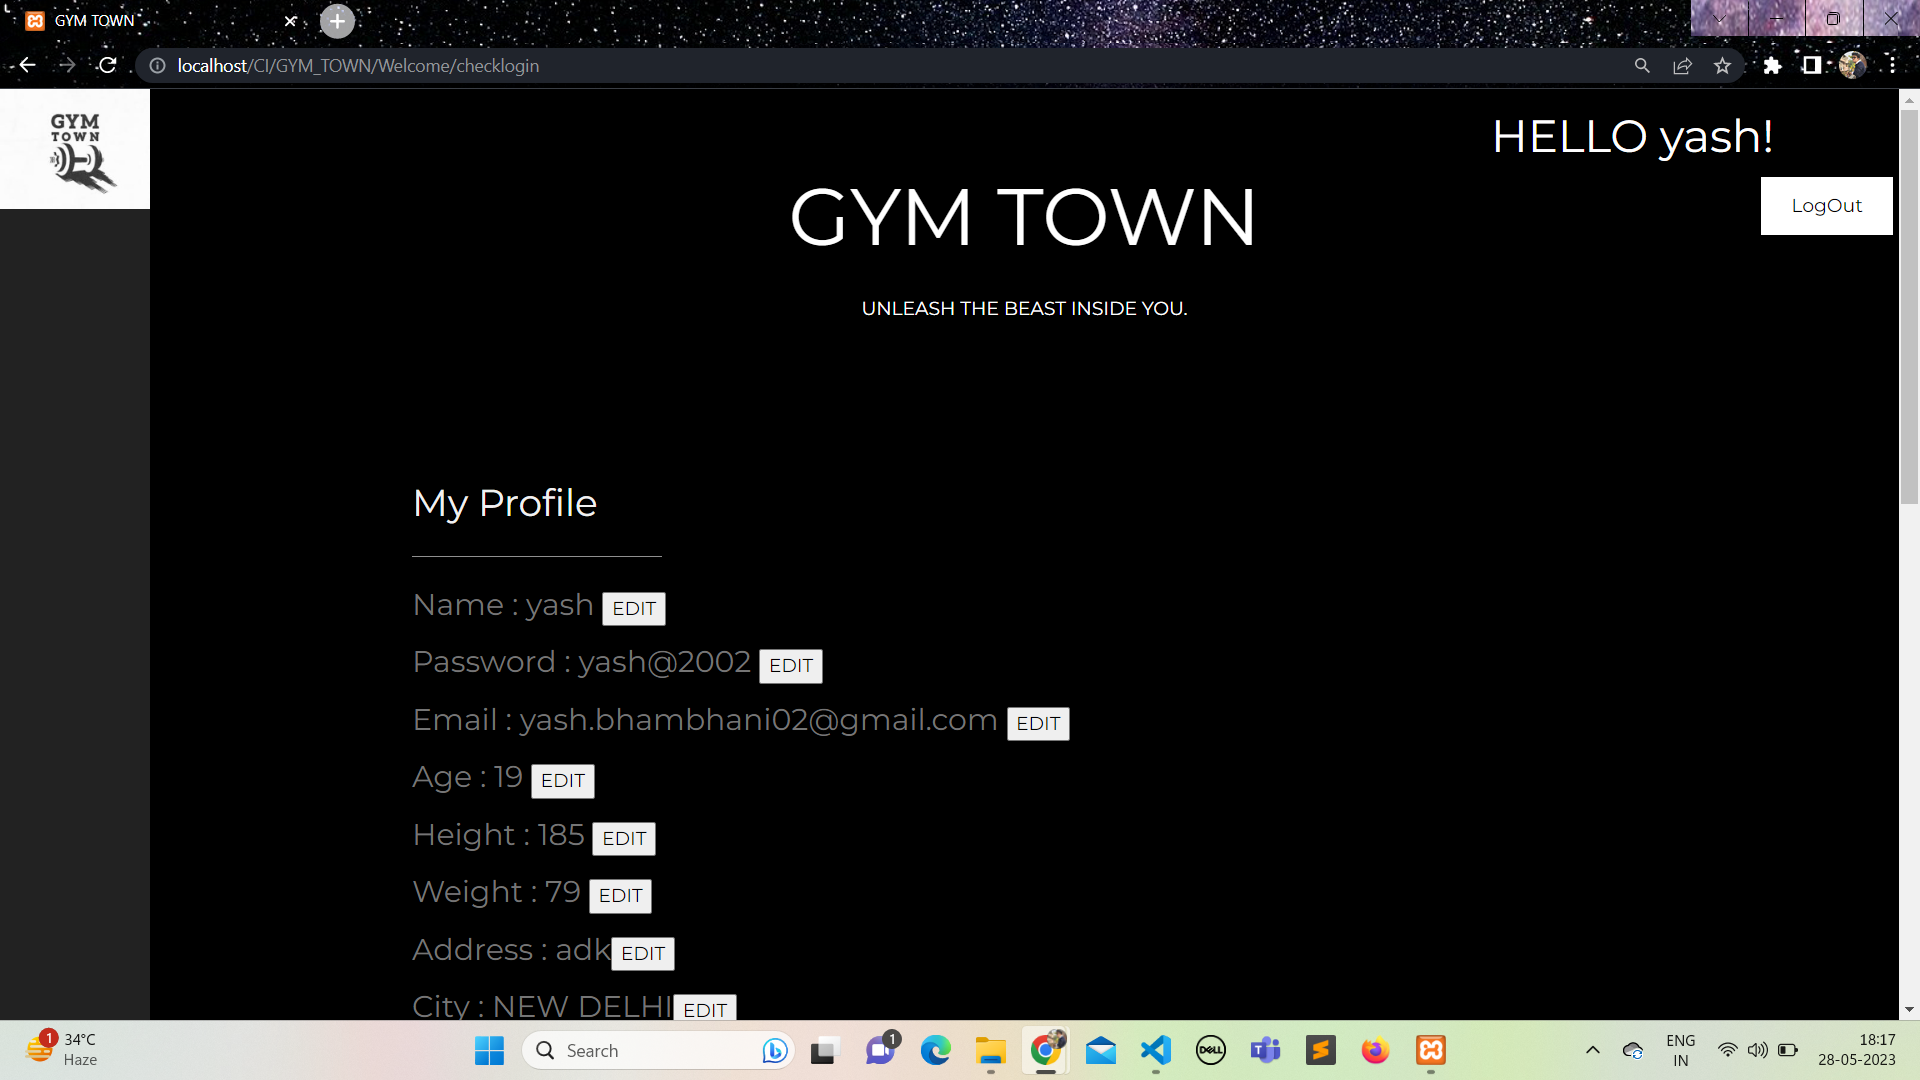 GYM TOWN
localhost/CI/GYM_TOWN/Welcome/checklogin
GYM
TOWN
HELLO yash!
LogOut
GYM TOWN
UNLEASH THE BEAST INSIDE YOU.
My Profile
Name : yash EDIT
Password : yash@2002 EDIT
Email : yash.bhambhani02@gmail.com EDIT
Age : 19 EDIT
Height : 185 EDIT
Weight : 79 EDIT
Address : adk EDIT
City : NEW DELHI EDIT
1
34°C
Haze
Search
1
DELL
ENG
IN
18:17
28-05-2023